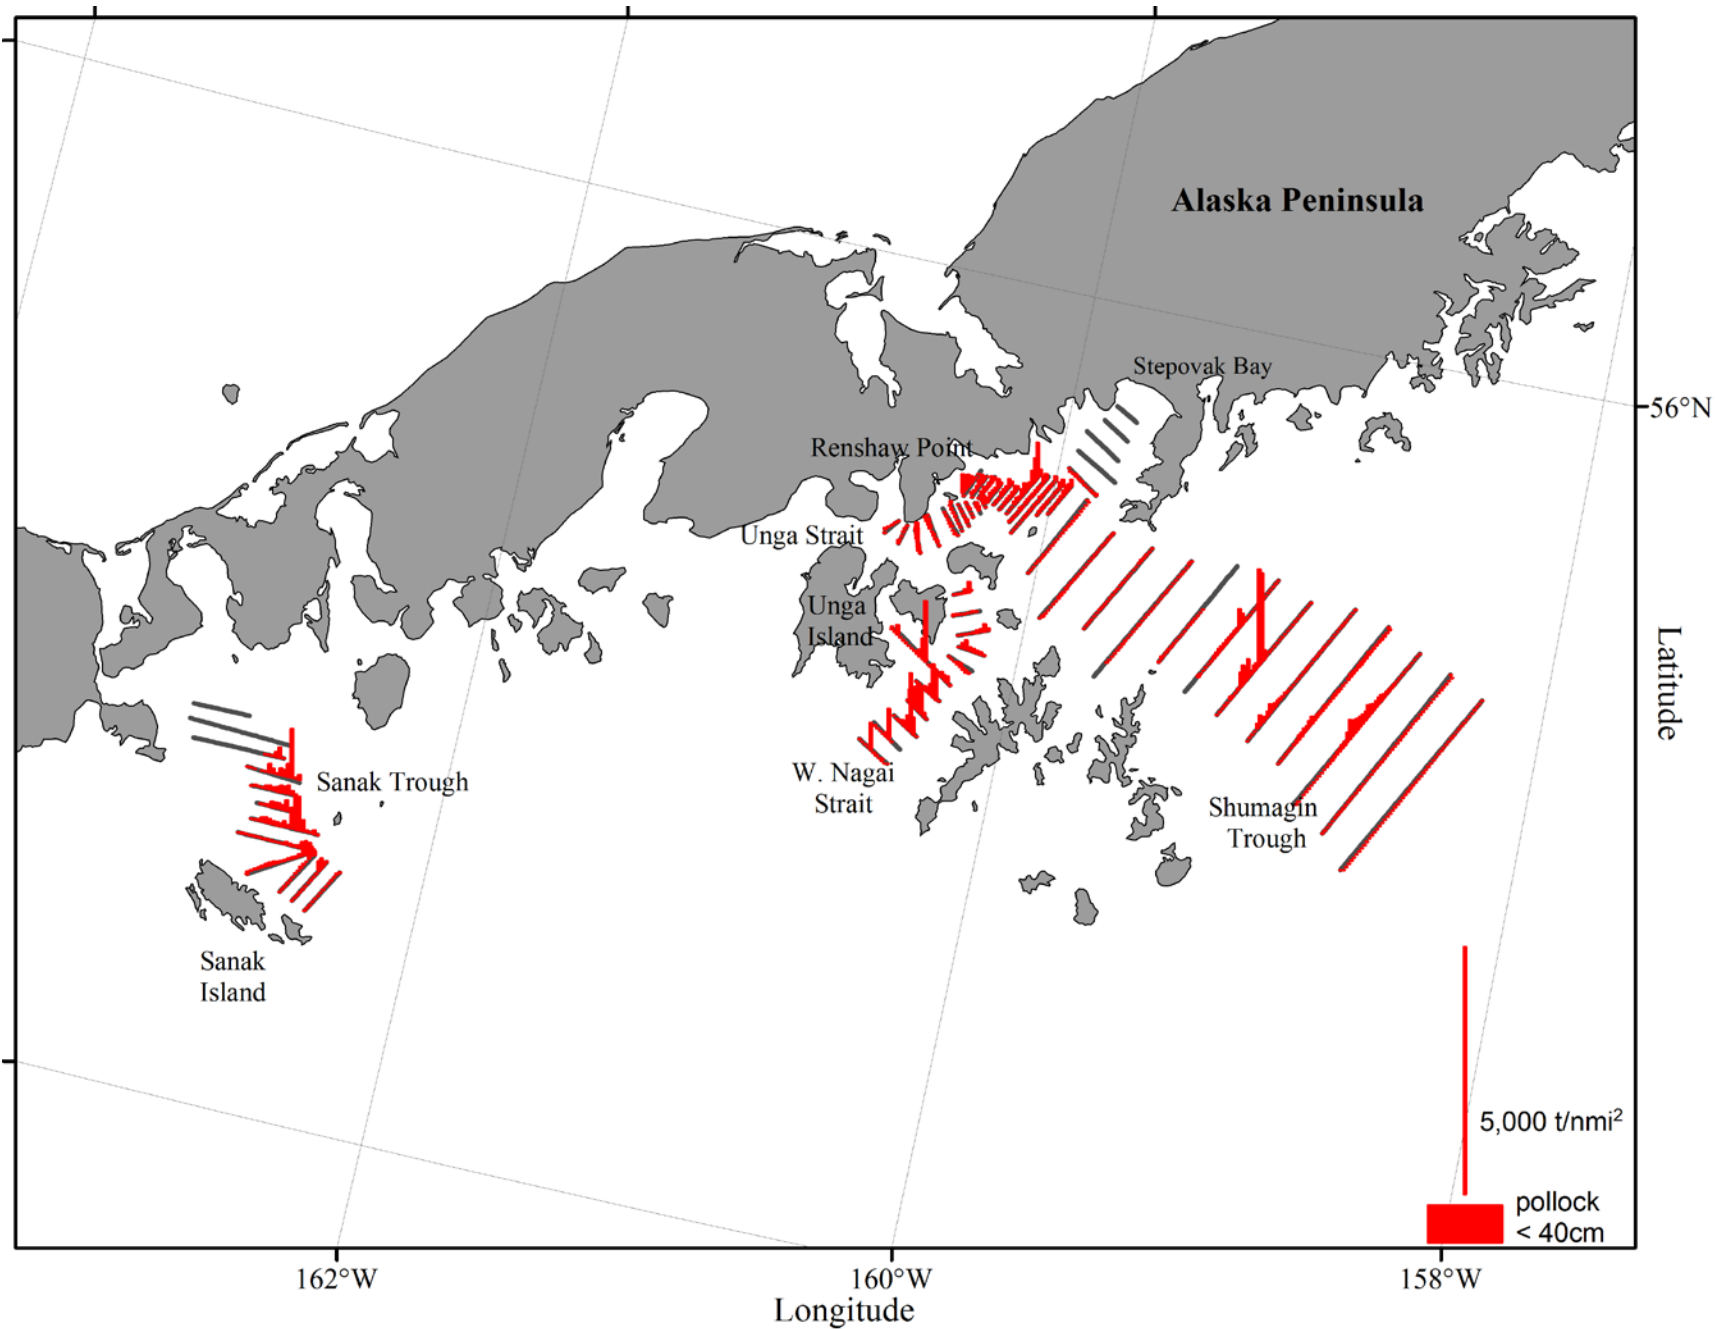 Alaska Peninsula
Stepovak Bay
56°N
Renshaw Point
Unga Strait
Unga
Island
Latitude
W. Nagai
Strait
Sanak Trough
Shumagin
Trough
Sanak
Island
5,000 t/nmi²
pollock
< 40cm
162°W
160°W
158°W
Longitude